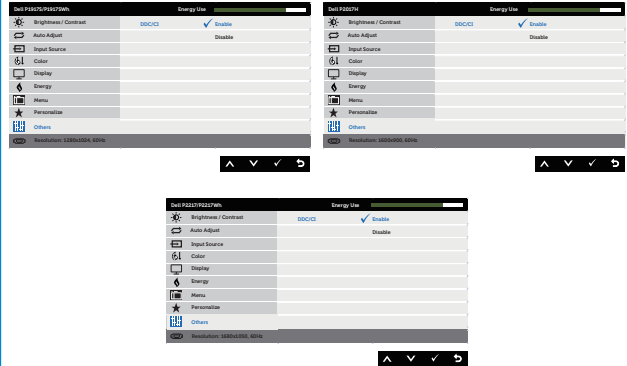 Dell P1917S/P1917SWh Energy Use
Brightness / Contrast DDC/CI Enable
Auto Adjust Disable
Input Source
Color
Display
Energy
Menu
Personalize
Others
Resolution: 1280x1024, 60Hz
Dell P2017H Energy Use
Brightness / Contrast DDC/CI Enable
Auto Adjust Disable
Input Source
Color
Display
Energy
Menu
Personalize
Others
Resolution: 1600x900, 60Hz
Dell P2217/P2217Wh Energy Use
Brightness / Contrast DDC/CI Enable
Auto Adjust Disable
Input Source
Color
Display
Energy
Menu
Personalize
Others
Resolution: 1680x1050, 60Hz